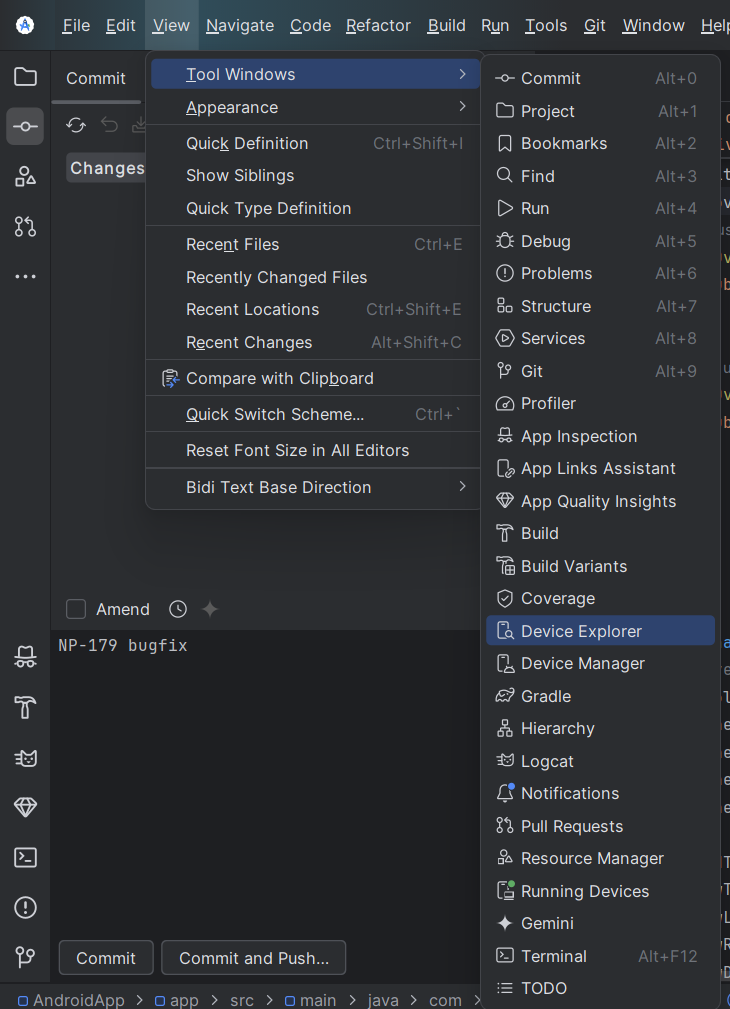 File Edit View Navigate Code Refactor Build Run Tools Git Window Help
Commit
Changes
Tool Windows
Appearance
Quick Definition Ctrl+Shift+I
Show Siblings
Quick Type Definition
Recent Files Ctrl+E
Recently Changed Files
Recent Locations Ctrl+Shift+E
Recent Changes Alt+Shift+C
Compare with Clipboard
Quick Switch Scheme... Ctrl+`
Reset Font Size in All Editors
Bidi Text Base Direction
Commit Alt+0
Project Alt+1
Bookmarks Alt+2
Find Alt+3
Run Alt+4
Debug Alt+5
Problems Alt+6
Structure Alt+7
Services Alt+8
Git Alt+9
Profiler
App Inspection
App Links Assistant
App Quality Insights
Build
Build Variants
Coverage
Device Explorer
Device Manager
Gradle
Hierarchy
Logcat
Notifications
Pull Requests
Resource Manager
Running Devices
Gemini
Terminal Alt+F12
TODO
Amend
NP-179 bugfix
Commit Commit and Push...
AndroidApp > app > src > main > java > com >